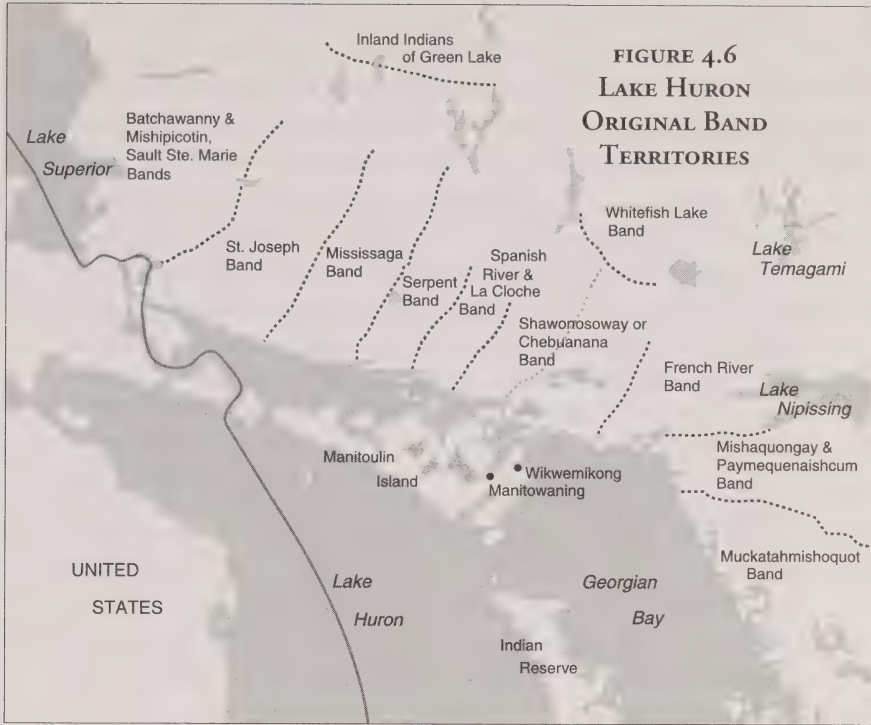 FIGURE 4.6
LAKE HURON
ORIGINAL BAND
TERRITORIES
Inland Indians
of Green Lake
Lake
Superior
Batchawanny &
Mishipicotin,
Sault Ste. Marie
Bands
St. Joseph
Band
Mississaga
Band
Serpent
Band
Spanish
River &
La Cloche
Band
Whitefish Lake
Band
Lake
Temagami
Shawonosoway or
Chebuanana
Band
French River
Band
Lake
Nipissing
Mishaquongay &
Paymequenaishcum
Band
Muckatahmishoquot
Band
Manitoulin
Island
Wikwemikong
Manitowaning
UNITED
STATES
Lake
Huron
Georgian
Bay
Indian
Reserve